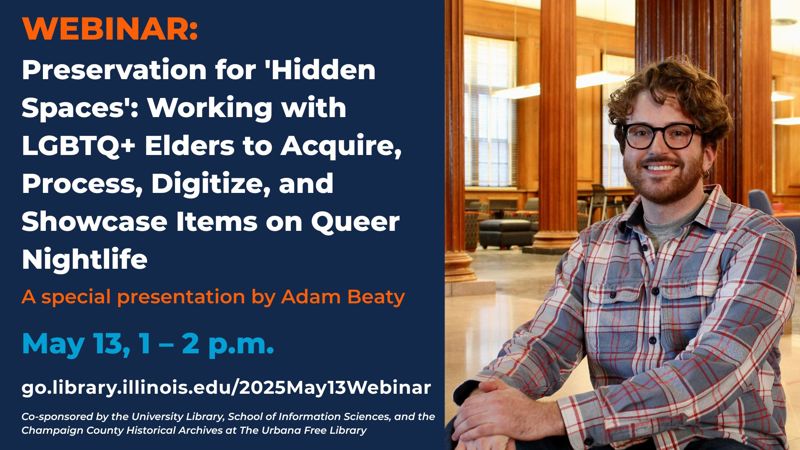 WEBINAR:
Preservation for 'Hidden
Spaces': Working with
LGBTQ+ Elders to Acquire,
Process, Digitize, and
Showcase Items on Queer
Nightlife
A special presentation by Adam Beaty
May 13, 1 – 2 p.m.
go.library.illinois.edu/2025May13Webinar
Co-sponsored by the University Library, School of Information Sciences, and the
Champaign County Historical Archives at The Urbana Free Library